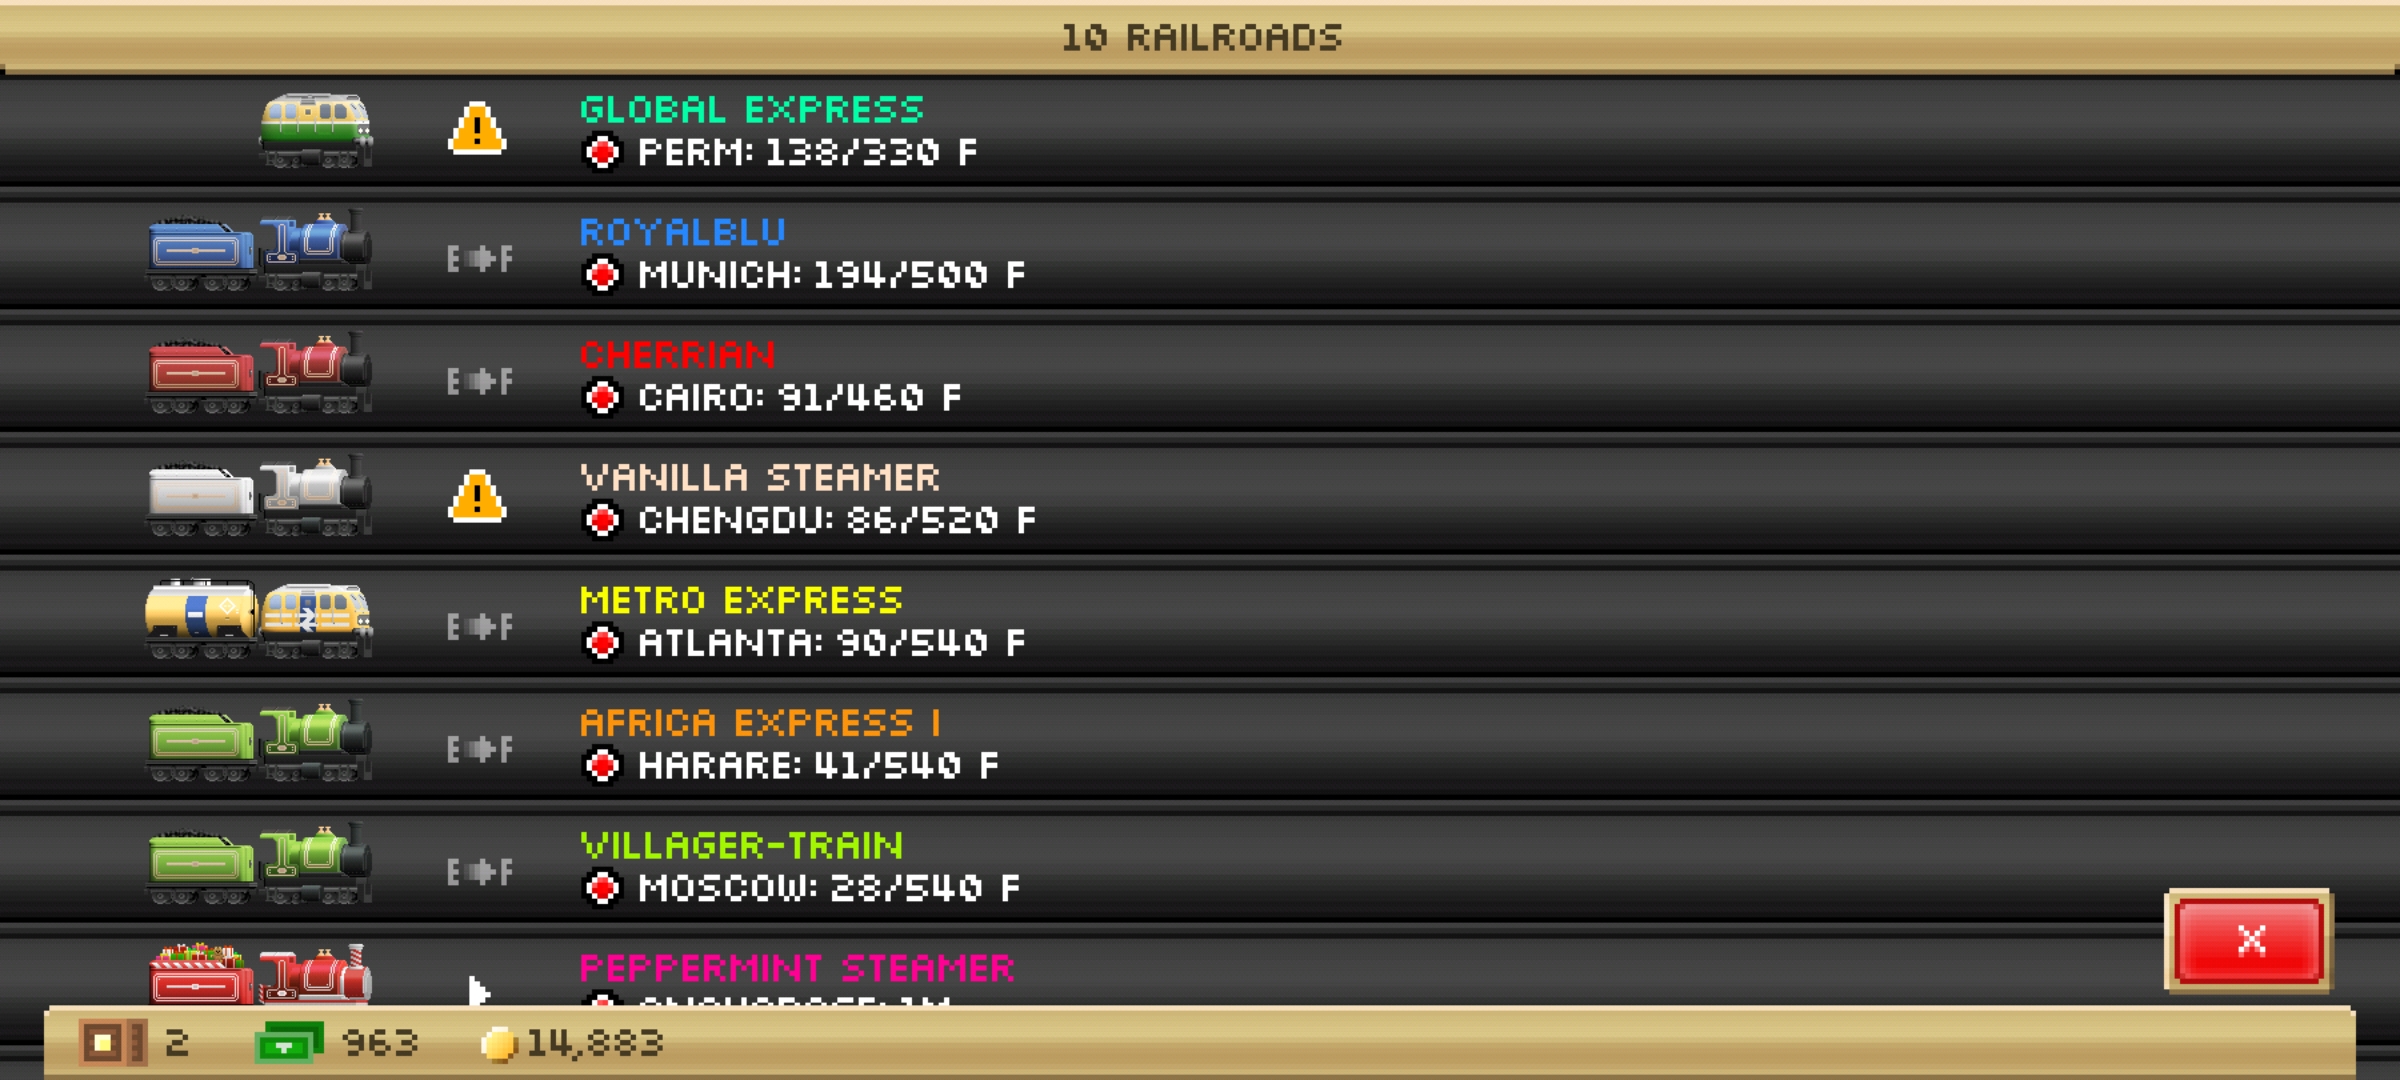 10 RAILROADS
GLOBAL EXPRESS
PERM: 138/330 F
ROYALBLU
E F
MUNICH: 194/500 F
CHERRIAN
E F
CAIRO: 91/460 F
VANILLA STEAMER
CHENGDU: 86/520 F
METRO EXPRESS
E F
ATLANTA: 90/540 F
AFRICA EXPRESS I
E F
HARARE: 41/540 F
VILLAGER-TRAIN
E F
MOSCOW: 28/540 F
PEPPERMINT STEAMER
X
2 963 14,883